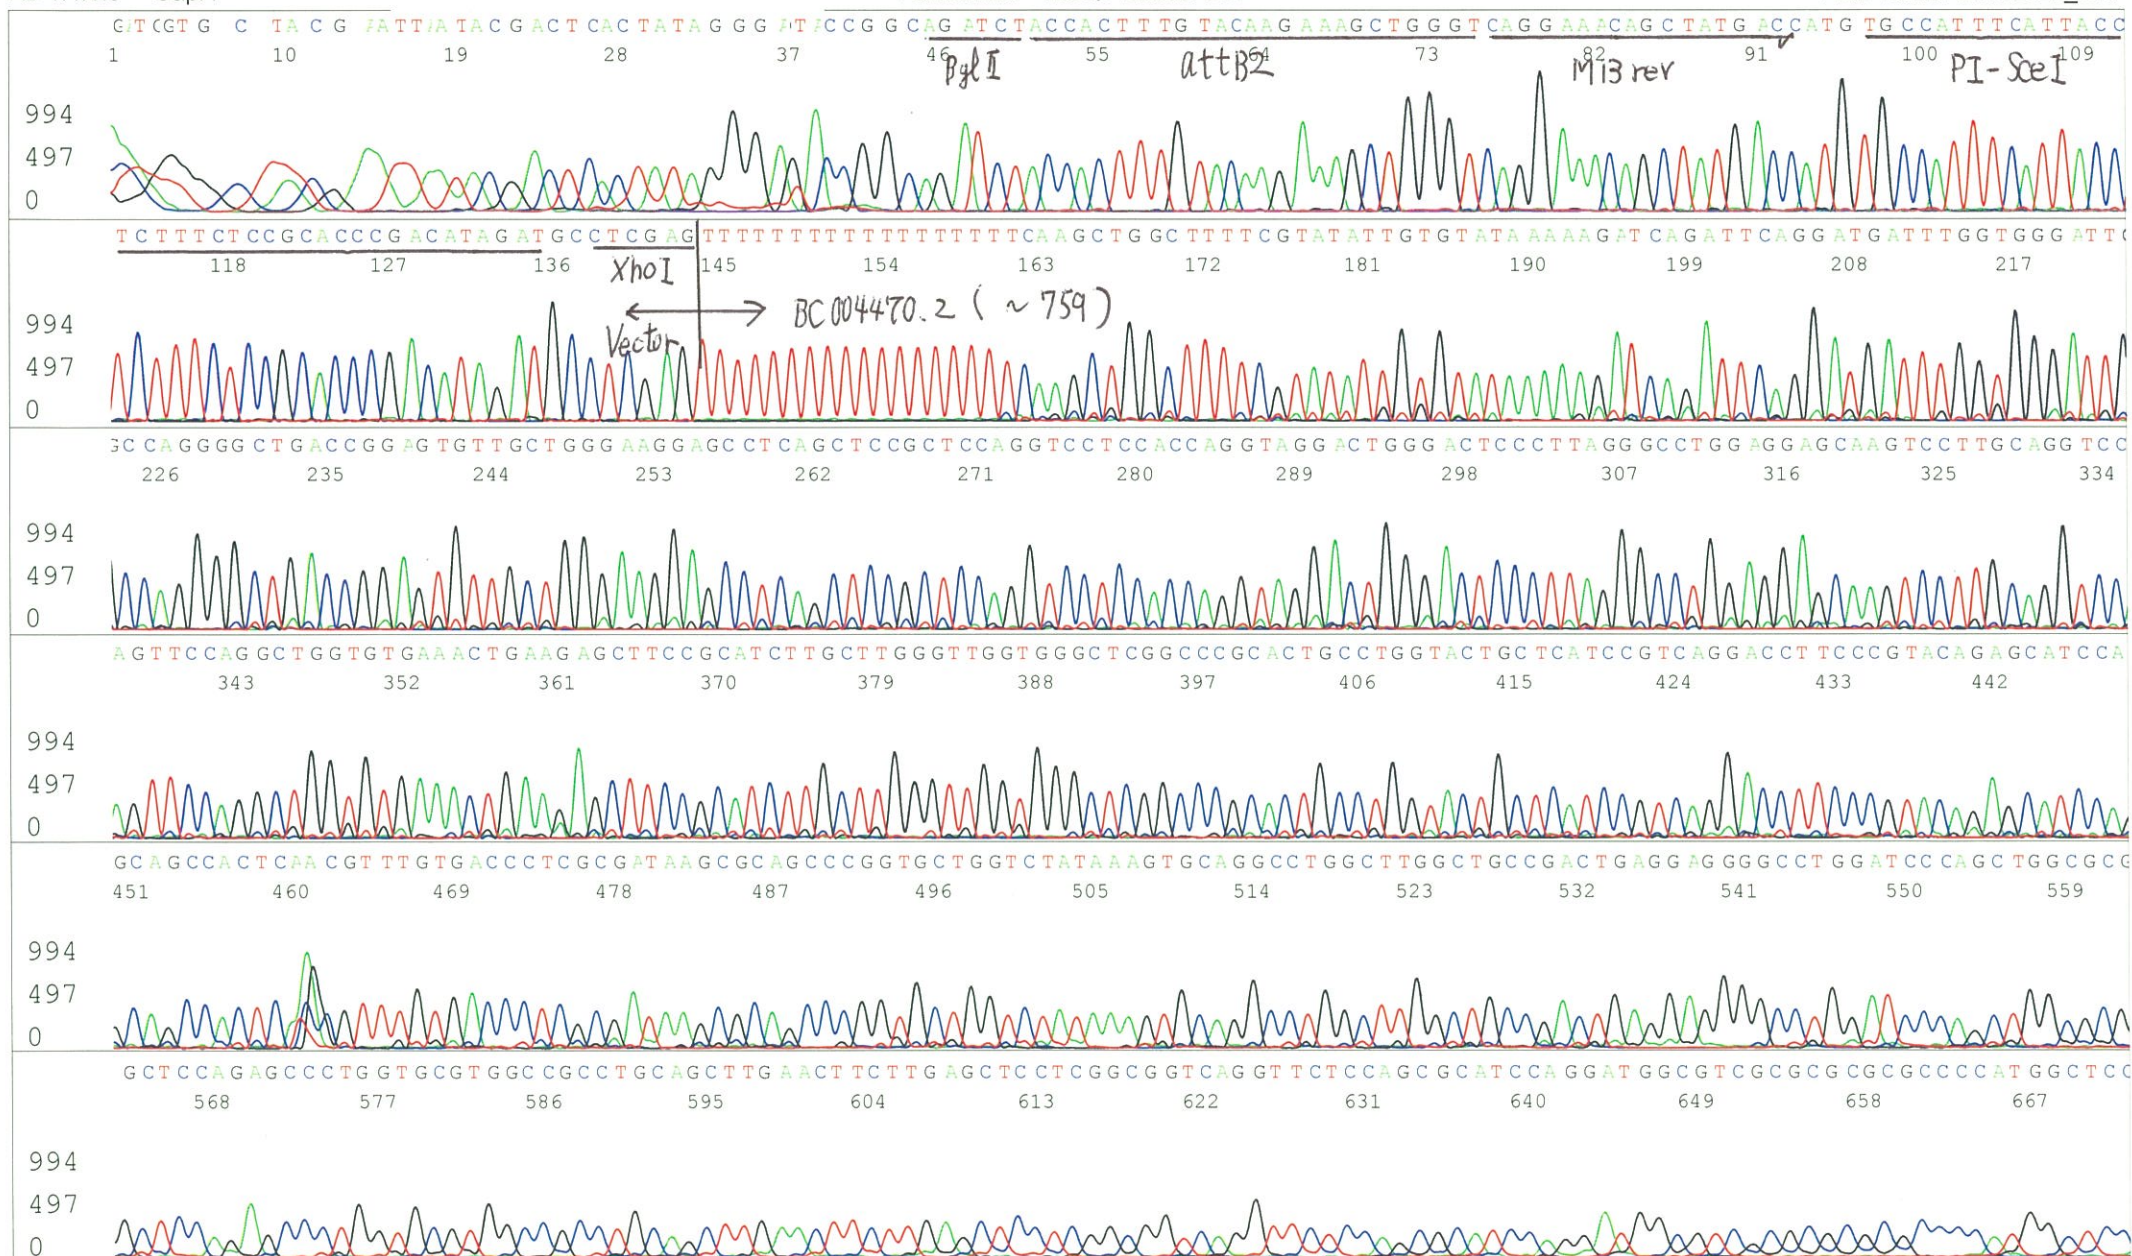 GATCGTG C TACG AATTAATACGACTCACTATAGGGATACCGGCAGATCTACCACTTTGTACAAGAAAGCTGGGTCAGGAAACAGCTATGACCATGTGCCATTTCATTACC
1 10 19 28 37 46 55 64 73 82 91 100 109
BglII attB2 M13 rev PI-SceI
994
497
0
TCTTTCTCCGCACCCGACATAGATGCCTCGAGTTTTTTTTTTTTTTTTTTCAAGCTGGCTTTTCGTATATTGTGTATAAAAAGATCAGATTCAGGATGATTTGGTGGGATTC
118 127 136 145 154 163 172 181 190 199 208 217
XhoI
Vector BC004470.2 (~759)
994
497
0
GCCAGGGGCTGACCGGAGTGTTGCTGGGAAGGAGCCTCAGCTCCGCTCCAGGTCCTCCACCAGGTAGGACTGGGACTCCCTTAGGGCCTGGAGGAGCAAGTCCTTGCAGGTCC
226 235 244 253 262 271 280 289 298 307 316 325 334
994
497
0
AGTTCCAGGCTGGTGTGAAACTGAAGAGCTTCCGCATCTTGCTTGGGTTGGTGGGCTCGGCCCGCACTGCCTGGTACTGCTCATCCGTCAGGACCTTCCCGTACAGAGCATCCA
343 352 361 370 379 388 397 406 415 424 433 442
994
497
0
GCAGCCACTCAACGTTTGTGACCCTCGCGATAAGCGCAGCCCGGTGCTGGTCTATAAAGTGCAGGCCTGGCTTGGCTGCCGACTGAGGAGGGGCCTGGATCCCAGCTGGCGCG
451 460 469 478 487 496 505 514 523 532 541 550 559
994
497
0
GCTCCAGAGCCCTGGTGCGTGGCCGCCTGCAGCTTGAACTTCTTGAGCTCCTCGGCGGTCAGGTTCTCCAGCGCATCCAGGATGGCGTCGCGCGCGCGCCCCATGGCTCC
568 577 586 595 604 613 622 631 640 649 658 667
994
497
0